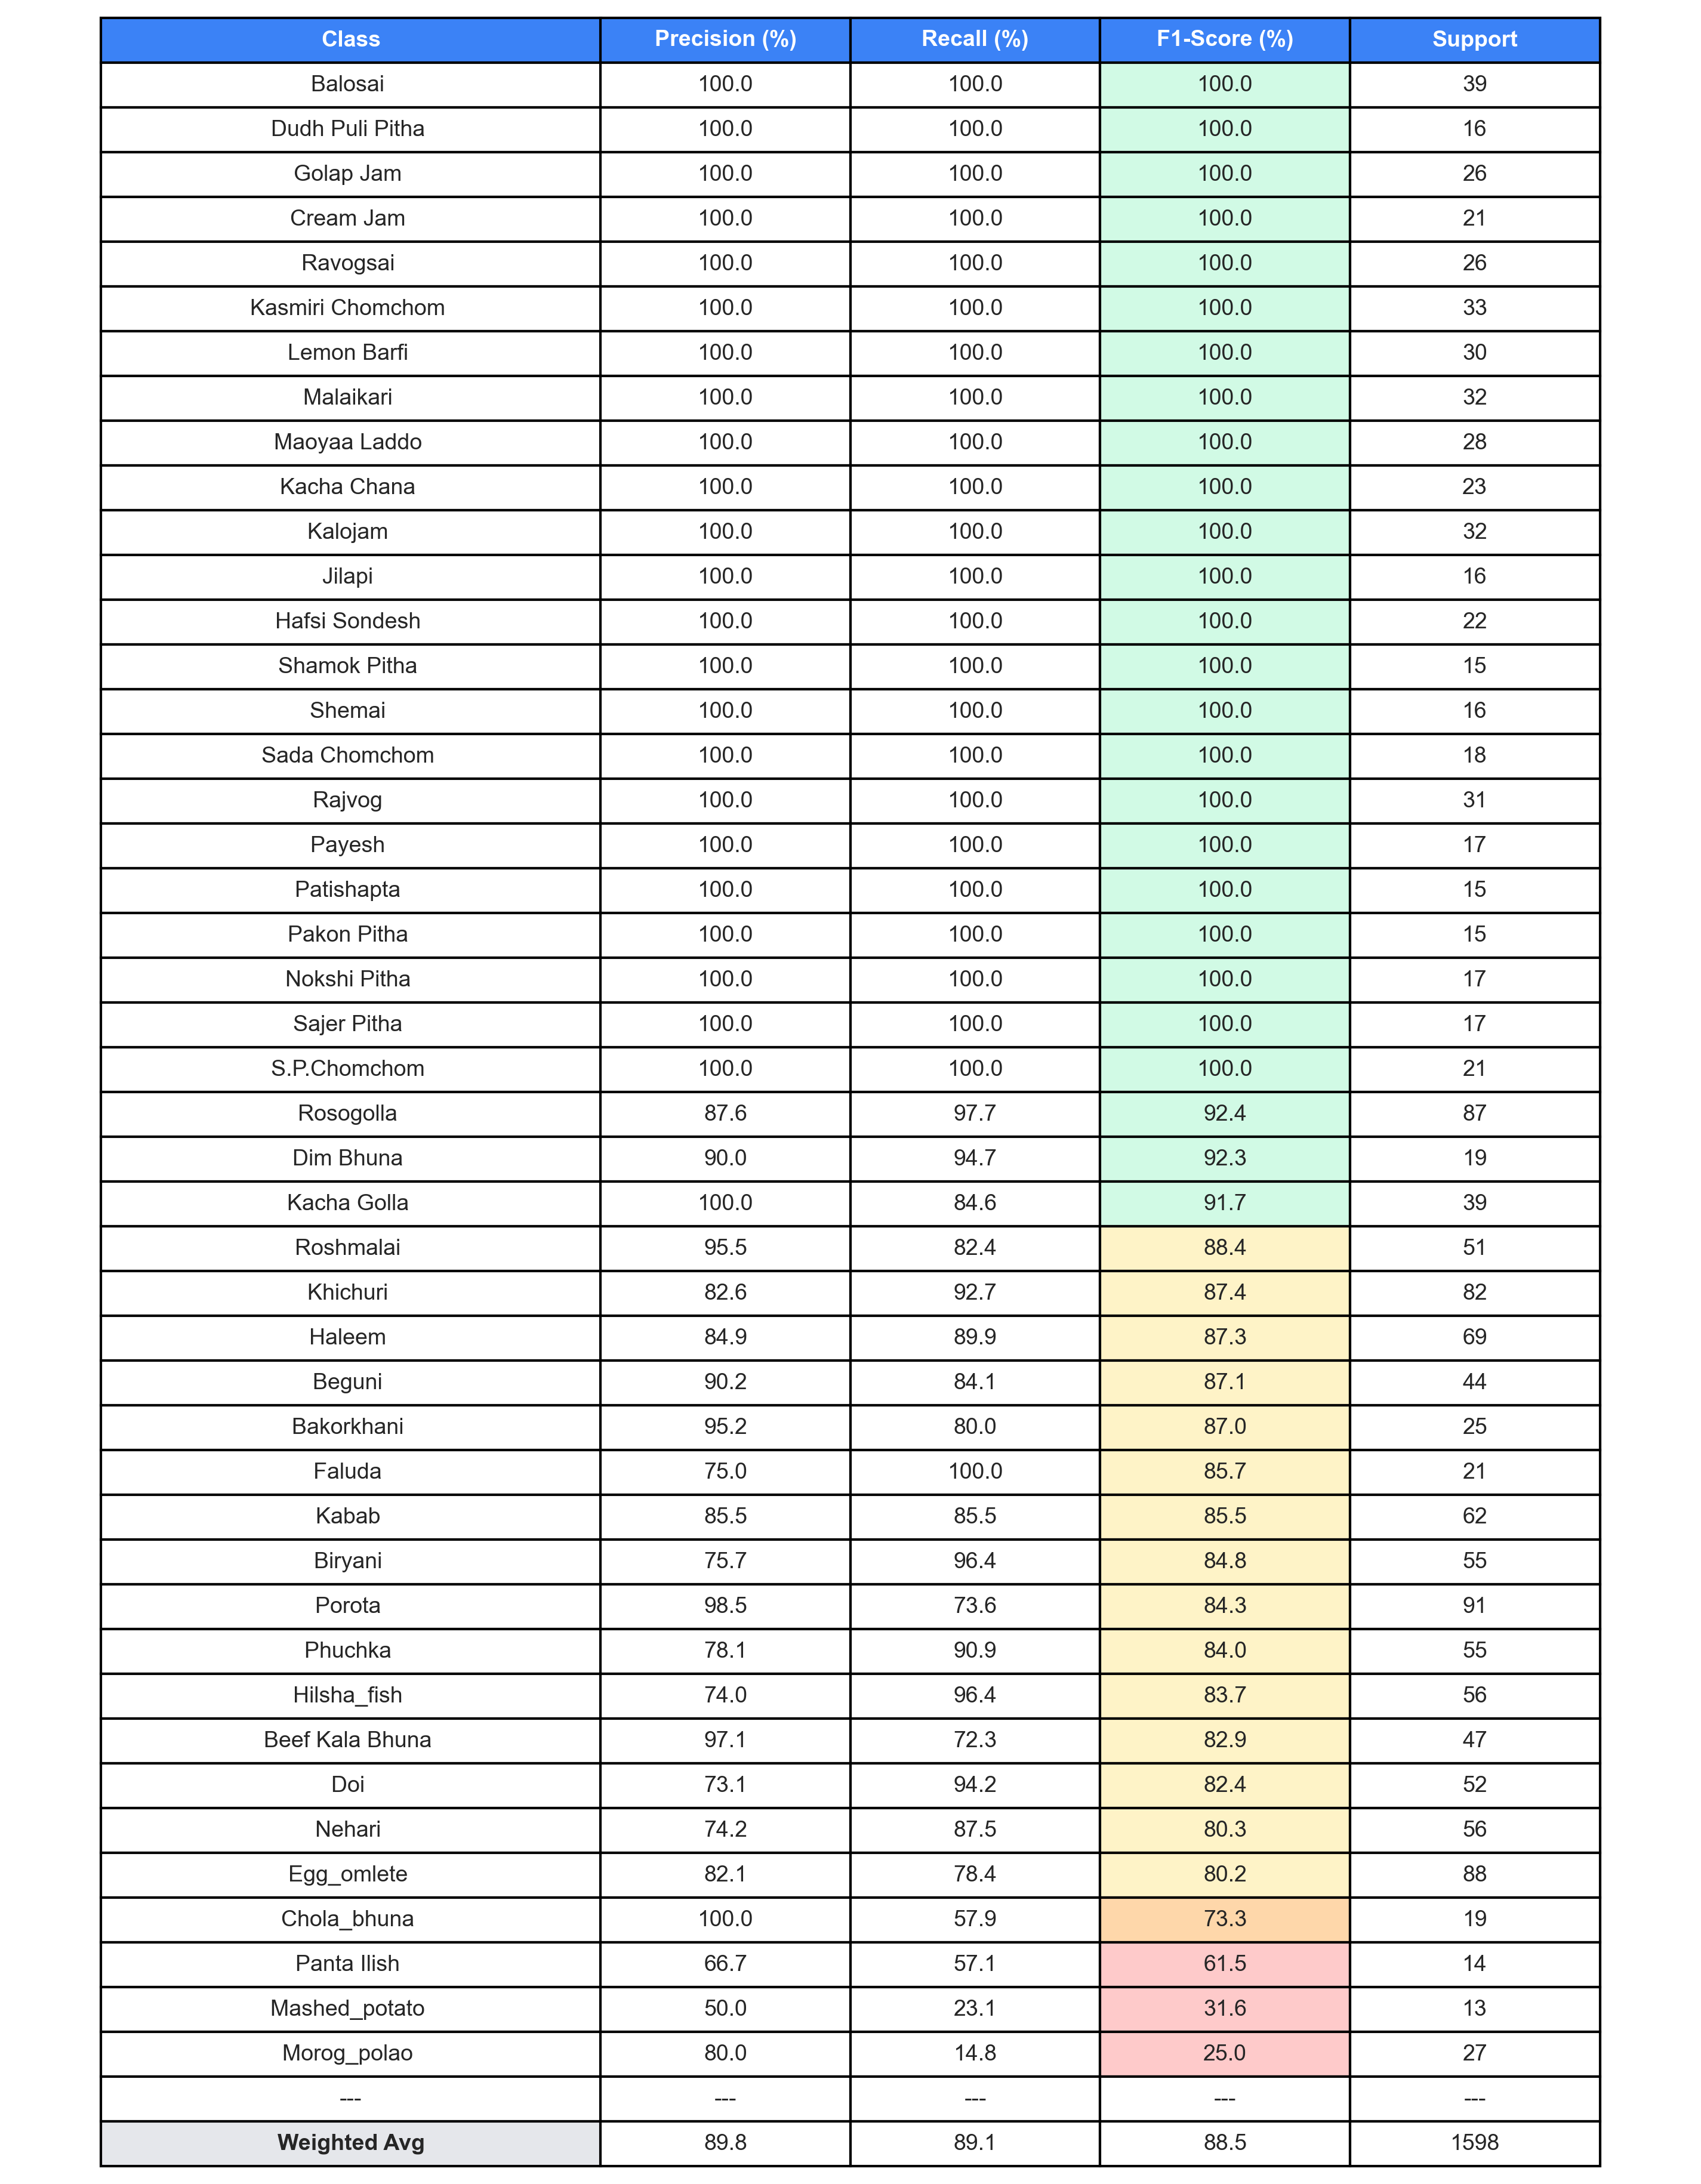 Class Precision (%) Recall (%) F1-Score (%) Support
Balosai 100.0 100.0 100.0 39
Dudh Puli Pitha 100.0 100.0 100.0 16
Golap Jam 100.0 100.0 100.0 26
Cream Jam 100.0 100.0 100.0 21
Ravogsai 100.0 100.0 100.0 26
Kasmiri Chomchom 100.0 100.0 100.0 33
Lemon Barfi 100.0 100.0 100.0 30
Malaikari 100.0 100.0 100.0 32
Maoyaa Laddo 100.0 100.0 100.0 28
Kacha Chana 100.0 100.0 100.0 23
Kalojam 100.0 100.0 100.0 32
Jilapi 100.0 100.0 100.0 16
Hafsi Sondesh 100.0 100.0 100.0 22
Shamok Pitha 100.0 100.0 100.0 15
Shemai 100.0 100.0 100.0 16
Sada Chomchom 100.0 100.0 100.0 18
Rajvog 100.0 100.0 100.0 31
Payesh 100.0 100.0 100.0 17
Patishapta 100.0 100.0 100.0 15
Pakon Pitha 100.0 100.0 100.0 15
Nokshi Pitha 100.0 100.0 100.0 17
Sajer Pitha 100.0 100.0 100.0 17
S.P.Chomchom 100.0 100.0 100.0 21
Rosogolla 87.6 97.7 92.4 87
Dim Bhuna 90.0 94.7 92.3 19
Kacha Golla 100.0 84.6 91.7 39
Roshmalai 95.5 82.4 88.4 51
Khichuri 82.6 92.7 87.4 82
Haleem 84.9 89.9 87.3 69
Beguni 90.2 84.1 87.1 44
Bakorkhani 95.2 80.0 87.0 25
Faluda 75.0 100.0 85.7 21
Kabab 85.5 85.5 85.5 62
Biryani 75.7 96.4 84.8 55
Porota 98.5 73.6 84.3 91
Phuchka 78.1 90.9 84.0 55
Hilsha_fish 74.0 96.4 83.7 56
Beef Kala Bhuna 97.1 72.3 82.9 47
Doi 73.1 94.2 82.4 52
Nehari 74.2 87.5 80.3 56
Egg_omlete 82.1 78.4 80.2 88
Chola_bhuna 100.0 57.9 73.3 19
Panta Ilish 66.7 57.1 61.5 14
Mashed_potato 50.0 23.1 31.6 13
Morog_polao 80.0 14.8 25.0 27
--- --- --- --- ---
Weighted Avg 89.8 89.1 88.5 1598